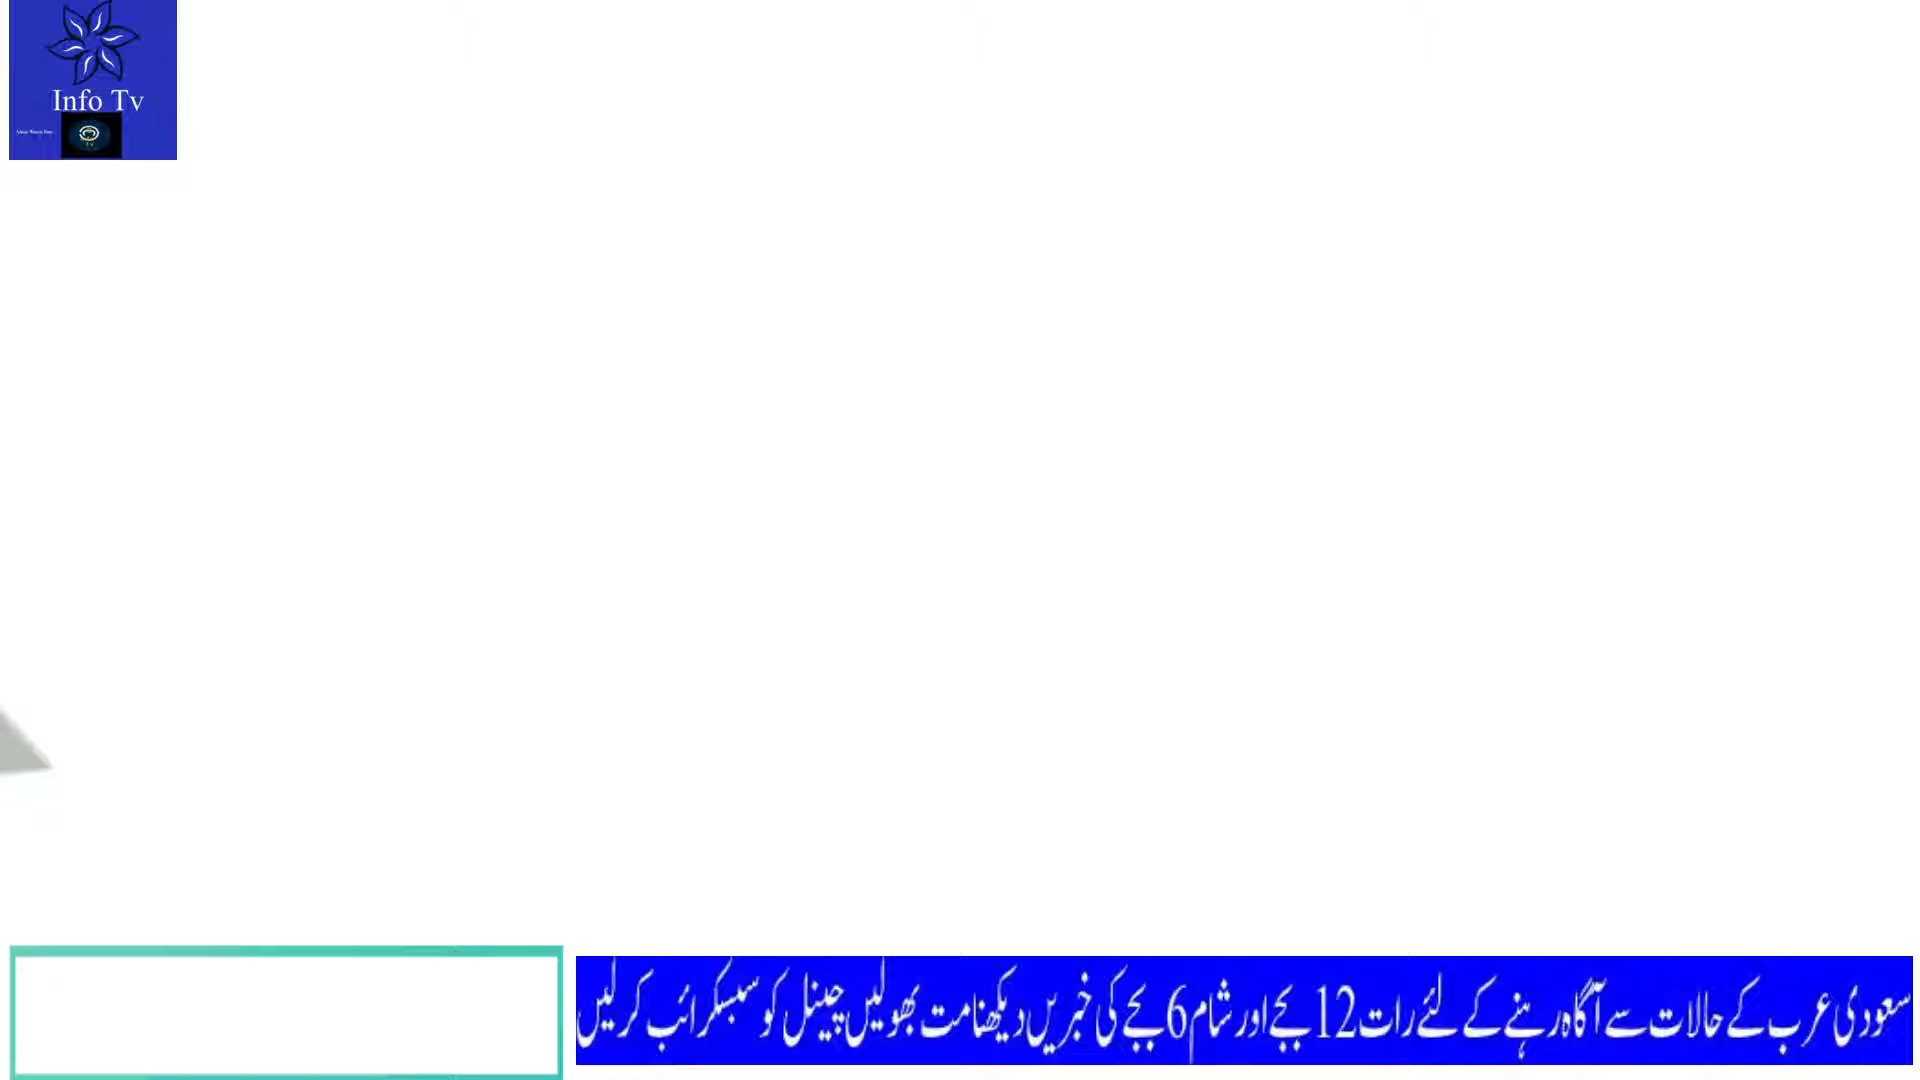 Info Tv
سعودی عرب کے حالات سے آگاہ رہنے کے لئے رات 12 بجے اور شام 6 بجے کی خبریں دیکھنا مت بھولیں چینل کو سبسکرائب کر لیں